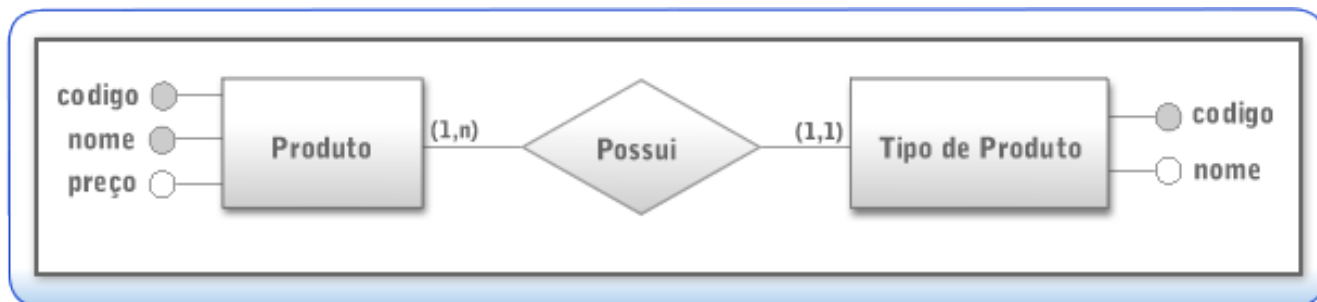 codigo
nome
preço
Produto
(1,n)
Possui
(1,1)
Tipo de Produto
codigo
nome